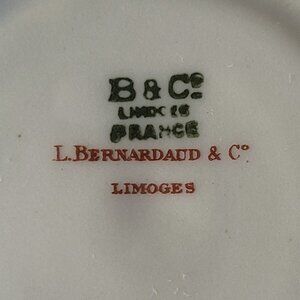 B & Cº
LIMOGES
FRANCE
L. BERNARDAUD & Cº
LIMOGES